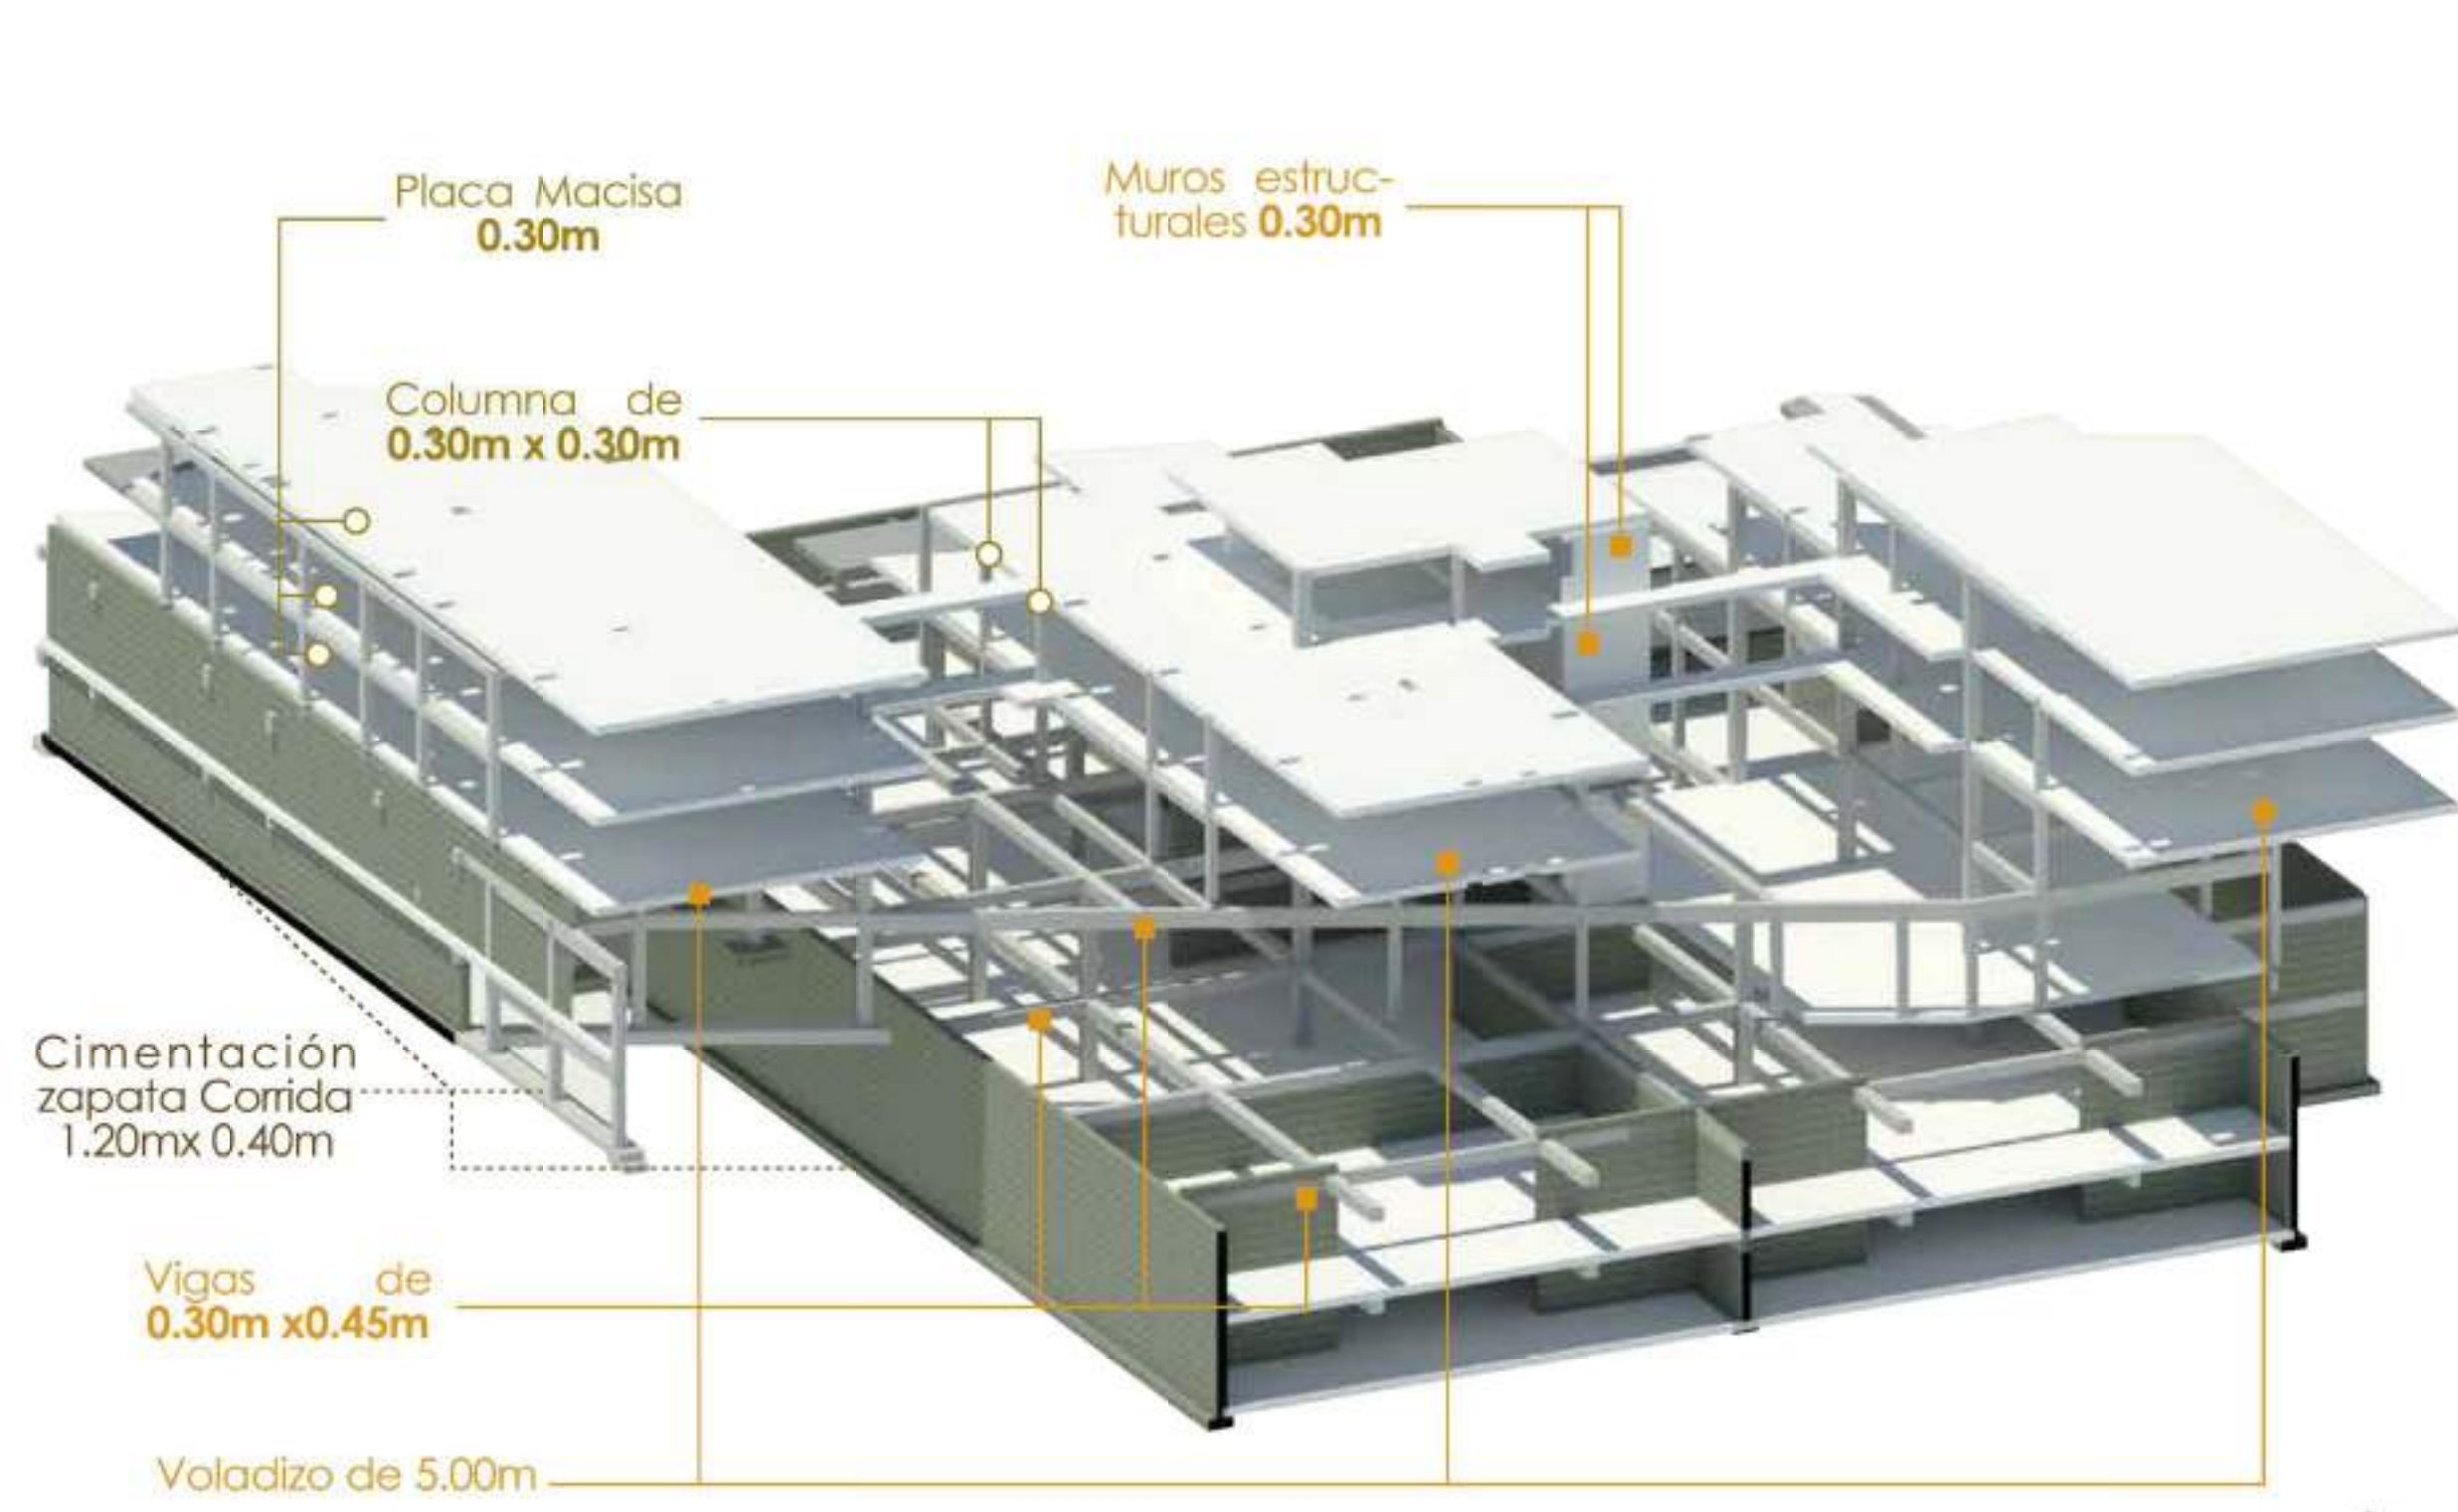 Placa Macisa
0.30m
Muros estruc-
turales 0.30m
Columna de
0.30m x 0.30m
Cimentación
zapata Corrida
1.20mx 0.40m
Vigas de
0.30m x0.45m
Voladizo de 5.00m